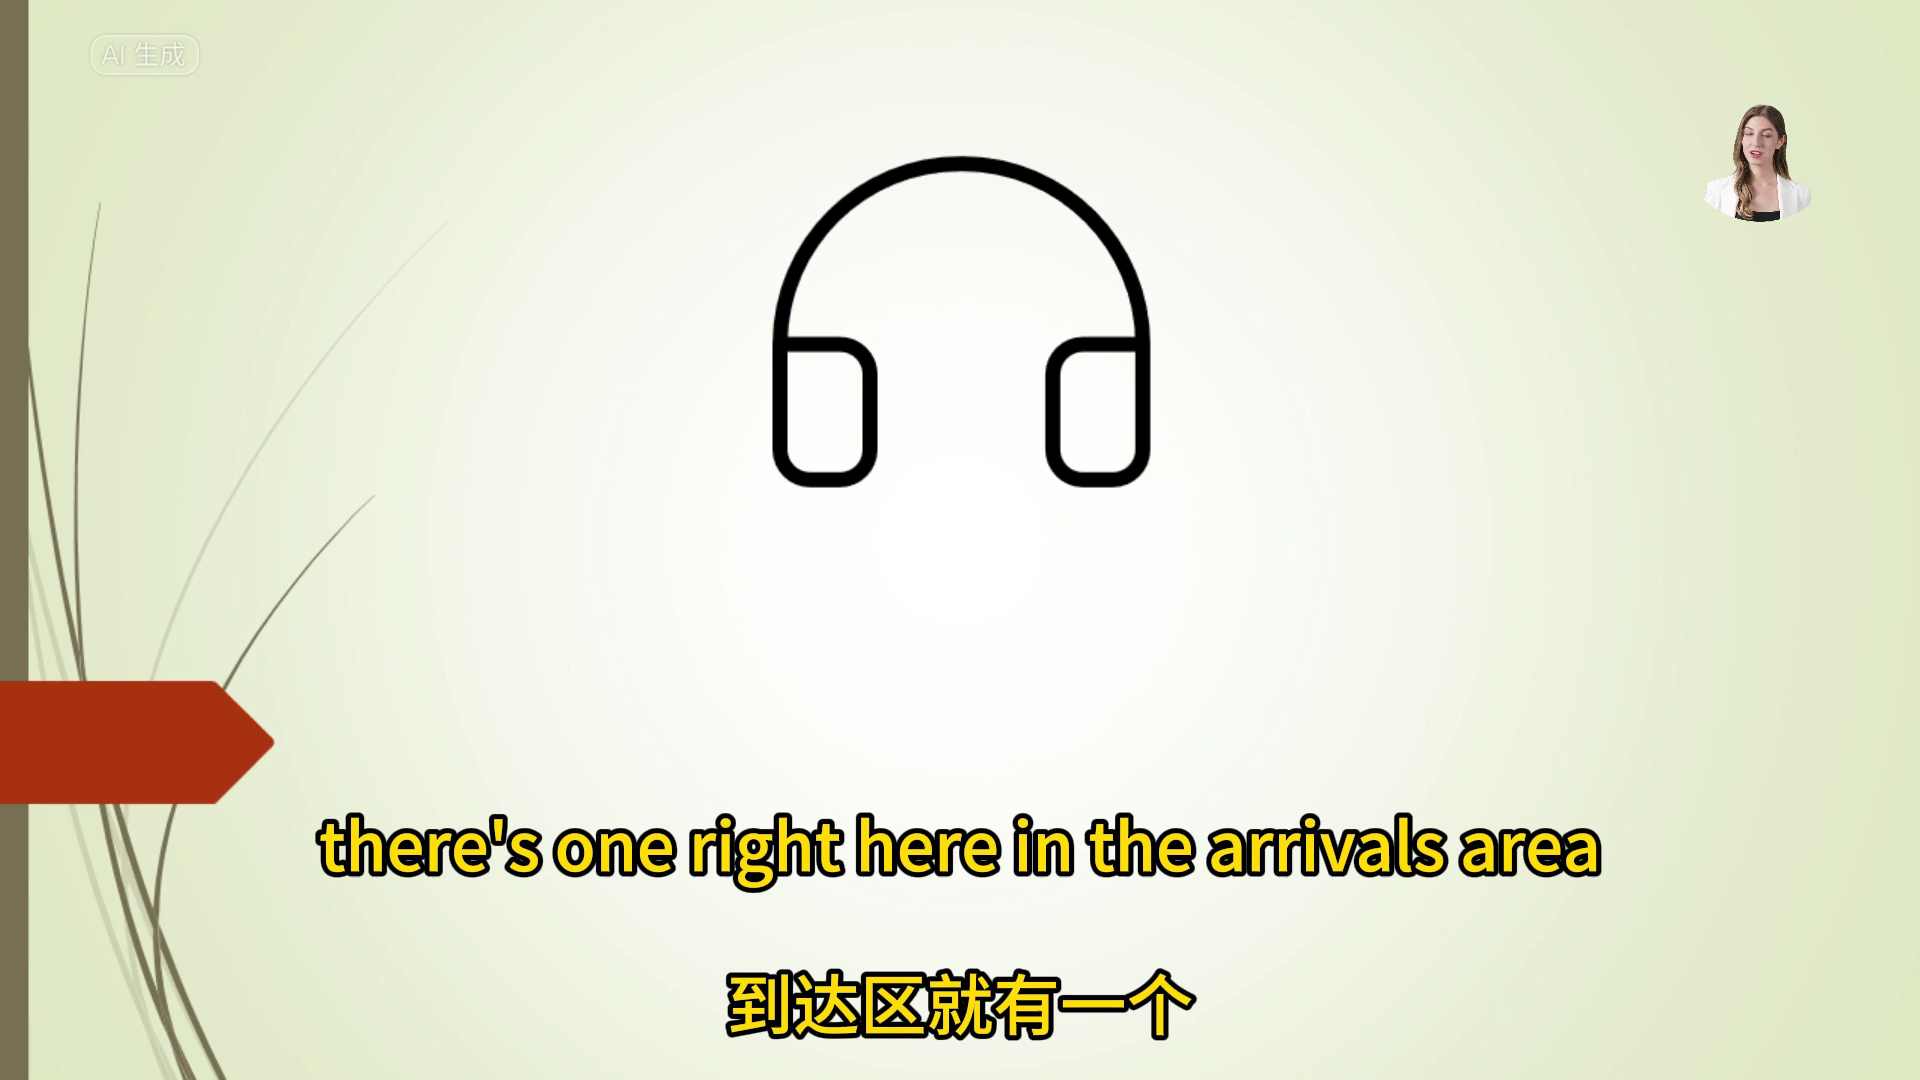 AI 生成
there's one right here in the arrivals area
到达区就有一个